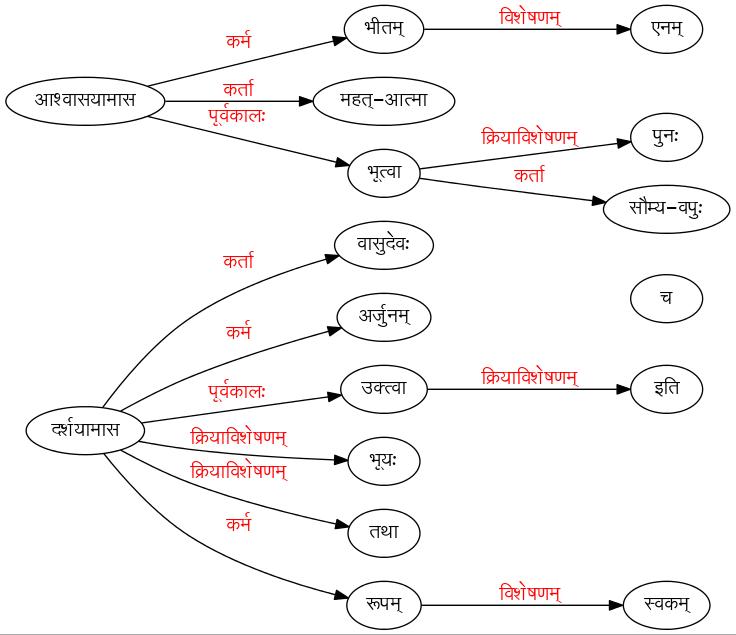 भीतम्
विशेषणम्
एनम्
कर्म
आश्वासयामास
कर्ता
महत्-आत्मा
पूर्वकालः
भूत्वा
क्रियाविशेषणम्
पुनः
कर्ता
सौम्य-वपुः
वासुदेवः
कर्ता
च
अर्जुनम्
कर्म
उक्त्वा
क्रियाविशेषणम्
इति
पूर्वकालः
दर्शयामास
क्रियाविशेषणम्
भूयः
क्रियाविशेषणम्
तथा
कर्म
रूपम्
विशेषणम्
स्वकम्